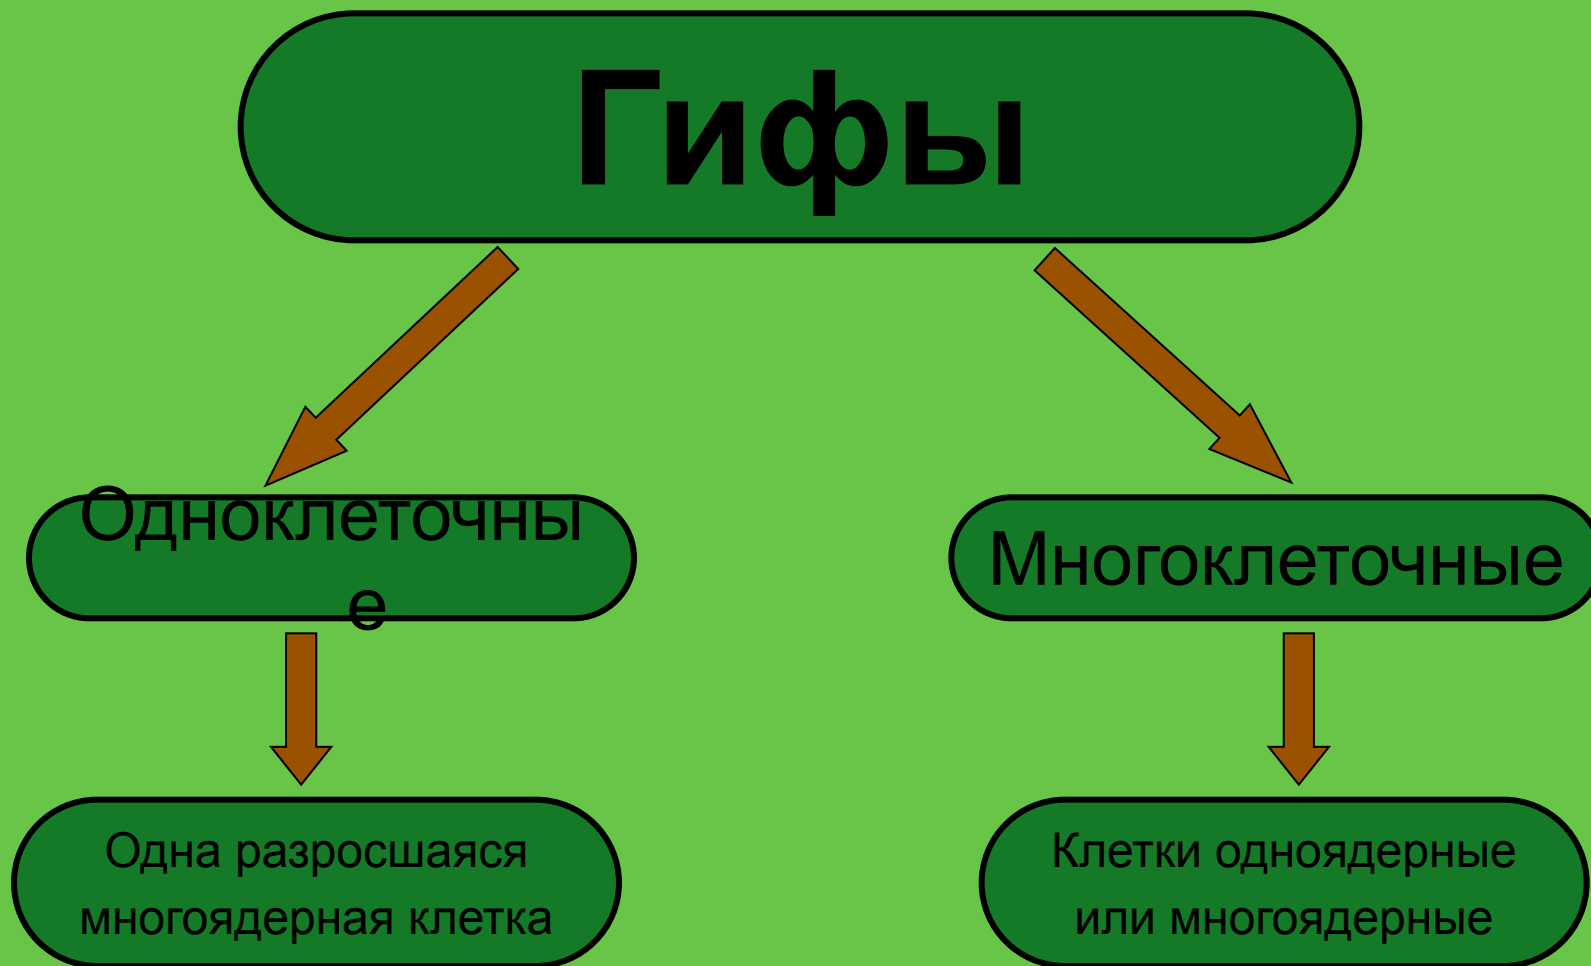 Гифы
Одноклеточны
е
Многоклеточные
Одна разросшаяся
многоядерная клетка
Клетки одноядерные
или многоядерные